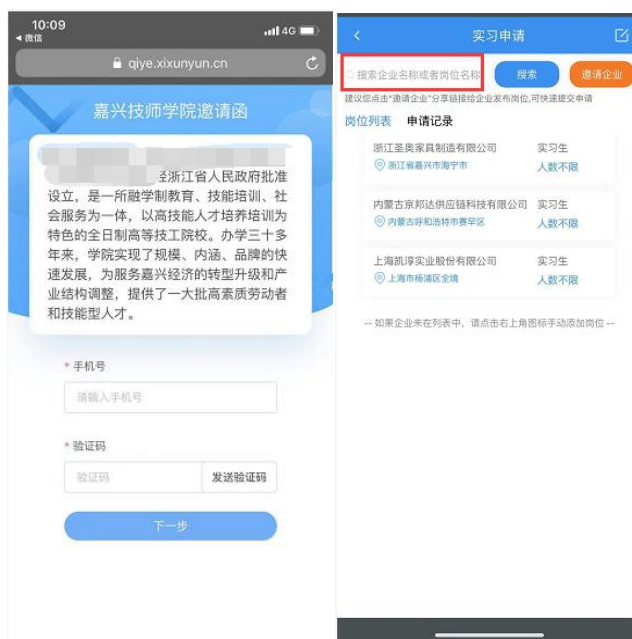 10:09
4G
微信
qiye.xixunyun.cn
嘉兴技师学院邀请函
经浙江省人民政府批准
设立，是一所融学制教育、技能培训、社
会服务为一体，以高技能人才培养培训为
特色的全日制高等技工院校。办学三十多
年来，学院实现了规模、内涵、品牌的快
速发展，为服务嘉兴经济的转型升级和产
业结构调整，提供了一大批高素质劳动者
和技能型人才。
* 手机号
请输入手机号
* 验证码
验证码 发送验证码
下一步
实习申请
搜索企业名称或者岗位名称 搜索 邀请企业
建议您点击“邀请企业”分享链接给企业发布岗位,可快速提交申请
岗位列表 申请记录
浙江圣奥家具制造有限公司 实习生
浙江省嘉兴市海宁市 人数不限
内蒙古京邦达供应链科技有限公司 实习生
内蒙古呼和浩特市赛罕区 人数不限
上海凯淳实业股份有限公司 实习生
上海市杨浦区全境 人数不限
-- 如果企业未在列表中，请点击右上角图标手动添加岗位 --